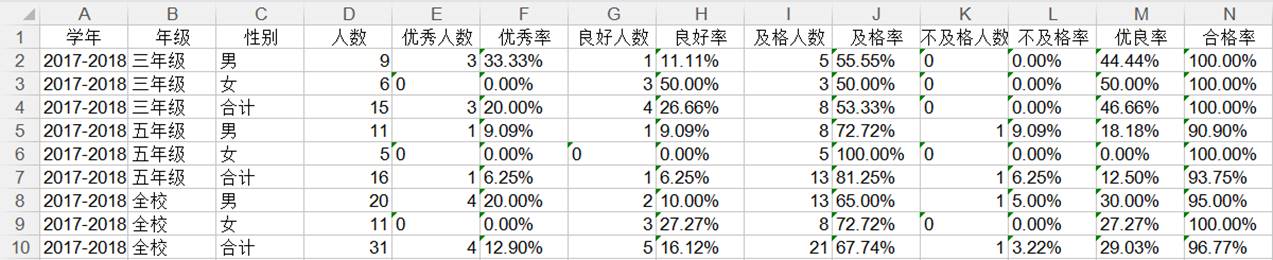 A B C D E F G H I J K L M N
1 学年 年级 性别 人数 优秀人数 优秀率 良好人数 良好率 及格人数 及格率 不及格人数 不及格率 优良率 合格率
2 2017-2018 三年级 男 9 3 33.33% 1 11.11% 5 55.55% 0 0.00% 44.44% 100.00%
3 2017-2018 三年级 女 6 0 0.00% 3 50.00% 3 50.00% 0 0.00% 50.00% 100.00%
4 2017-2018 三年级 合计 15 3 20.00% 4 26.66% 8 53.33% 0 0.00% 46.66% 100.00%
5 2017-2018 五年级 男 11 1 9.09% 1 9.09% 8 72.72% 1 9.09% 18.18% 90.90%
6 2017-2018 五年级 女 5 0 0.00% 0 0.00% 5 100.00% 0 0.00% 0.00% 100.00%
7 2017-2018 五年级 合计 16 1 6.25% 1 6.25% 13 81.25% 1 6.25% 12.50% 93.75%
8 2017-2018 全校 男 20 4 20.00% 2 10.00% 13 65.00% 1 5.00% 30.00% 95.00%
9 2017-2018 全校 女 11 0 0.00% 3 27.27% 8 72.72% 0 0.00% 27.27% 100.00%
10 2017-2018 全校 合计 31 4 12.90% 5 16.12% 21 67.74% 1 3.22% 29.03% 96.77%